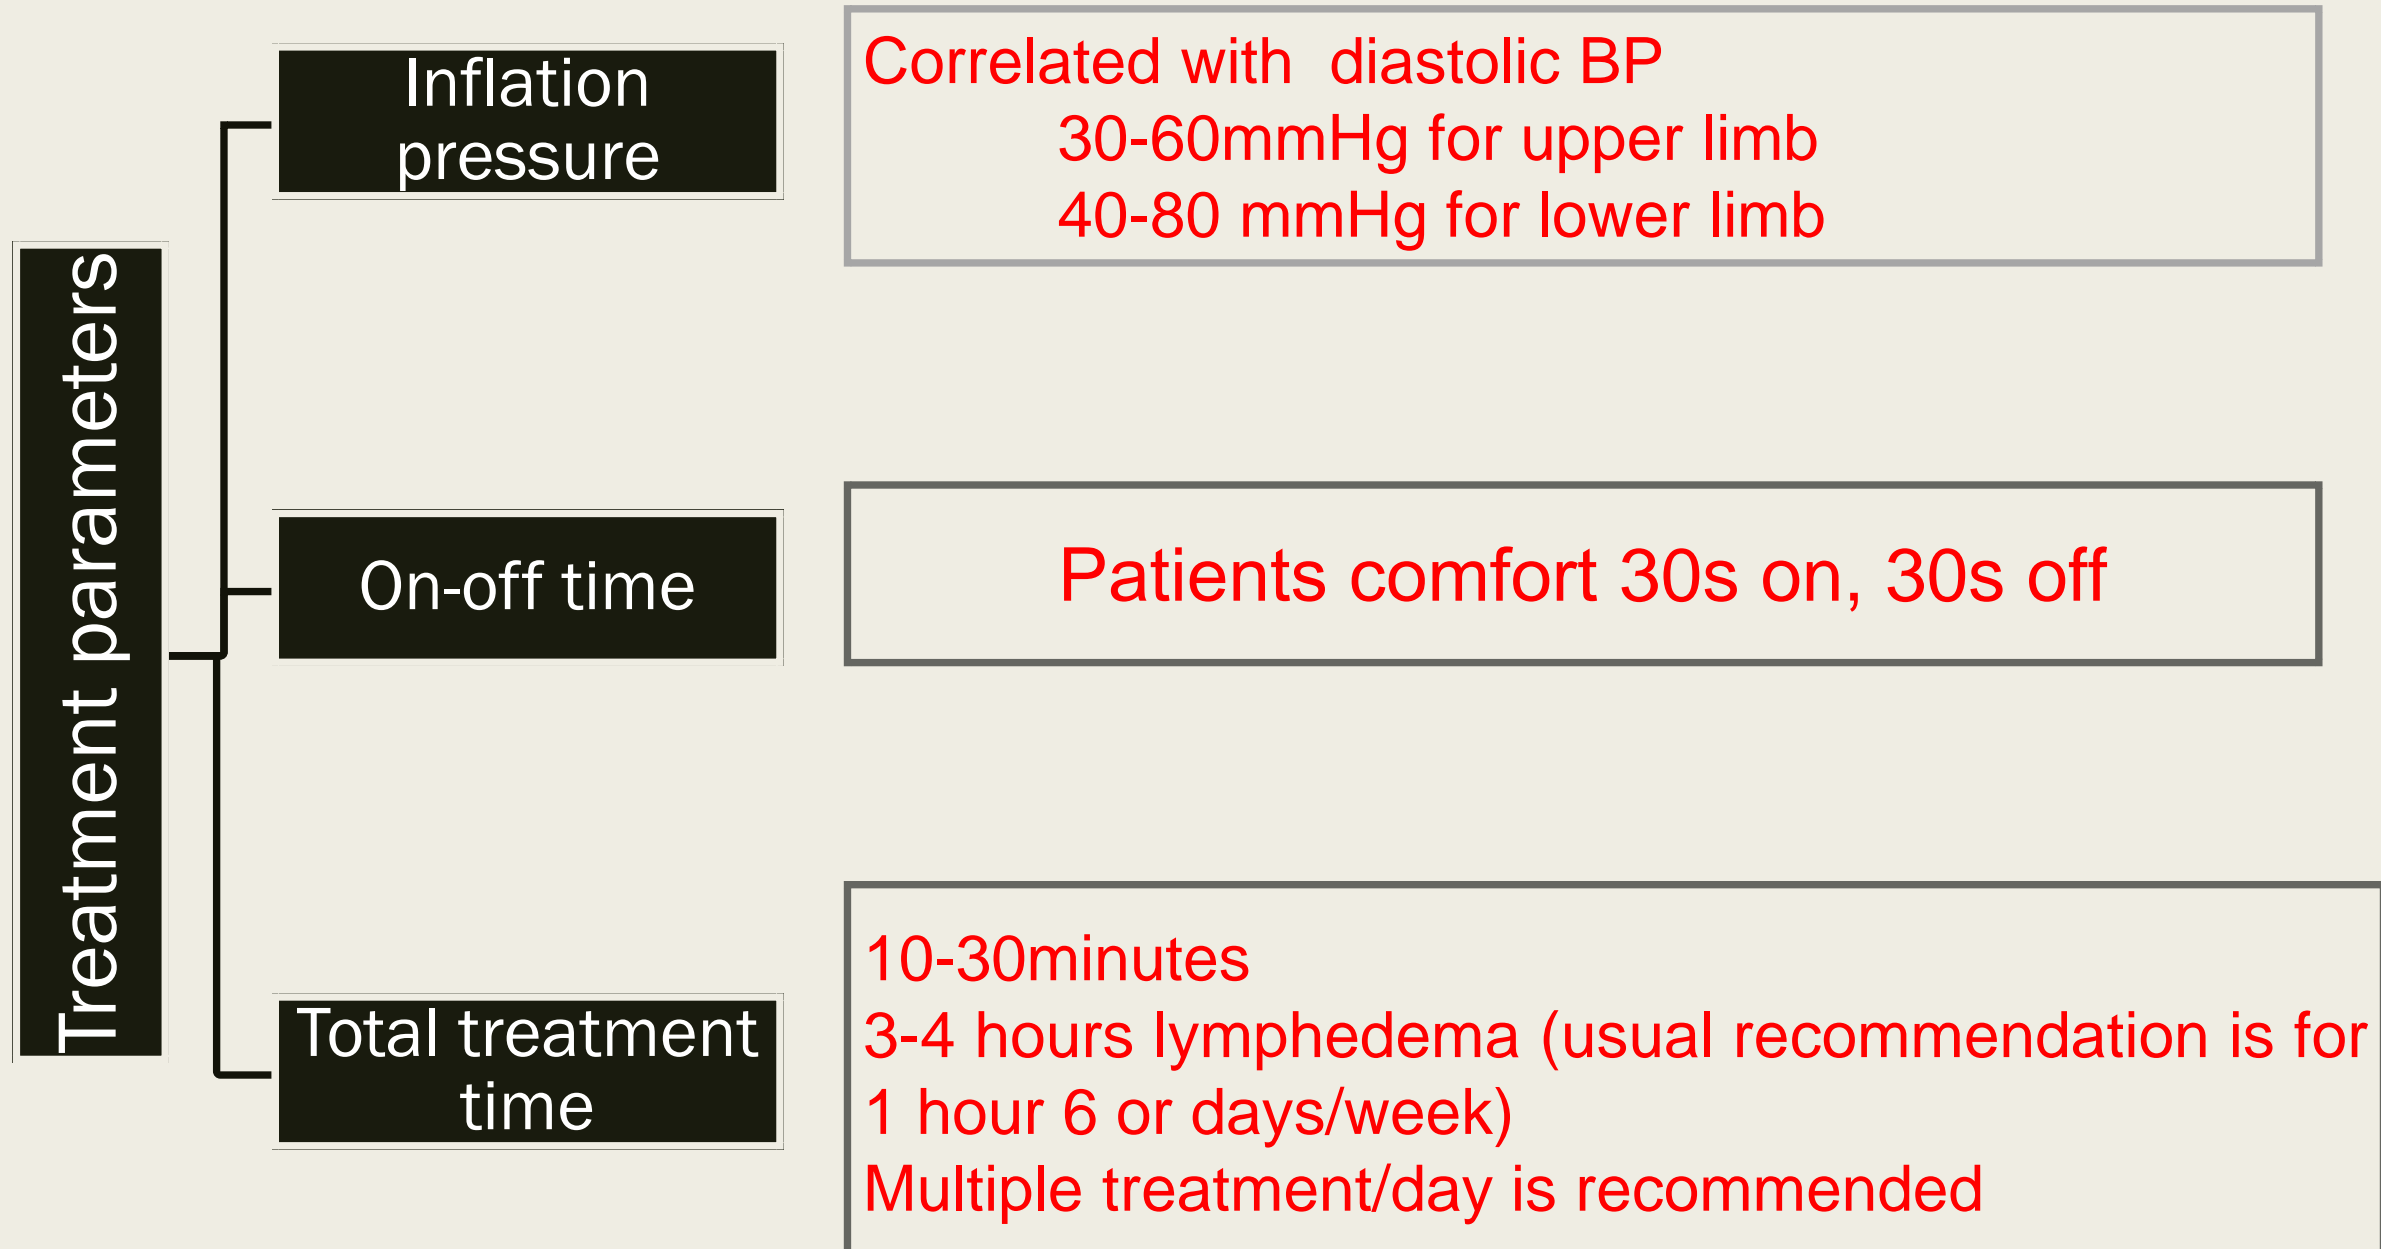 Treatment parameters
Inflation
pressure
Correlated with  diastolic BP
30-60mmHg for upper limb
40-80 mmHg for lower limb
On-off time
Patients comfort 30s on, 30s off
Total treatment
time
10-30minutes
3-4 hours lymphedema (usual recommendation is for
1 hour 6 or days/week)
Multiple treatment/day is recommended